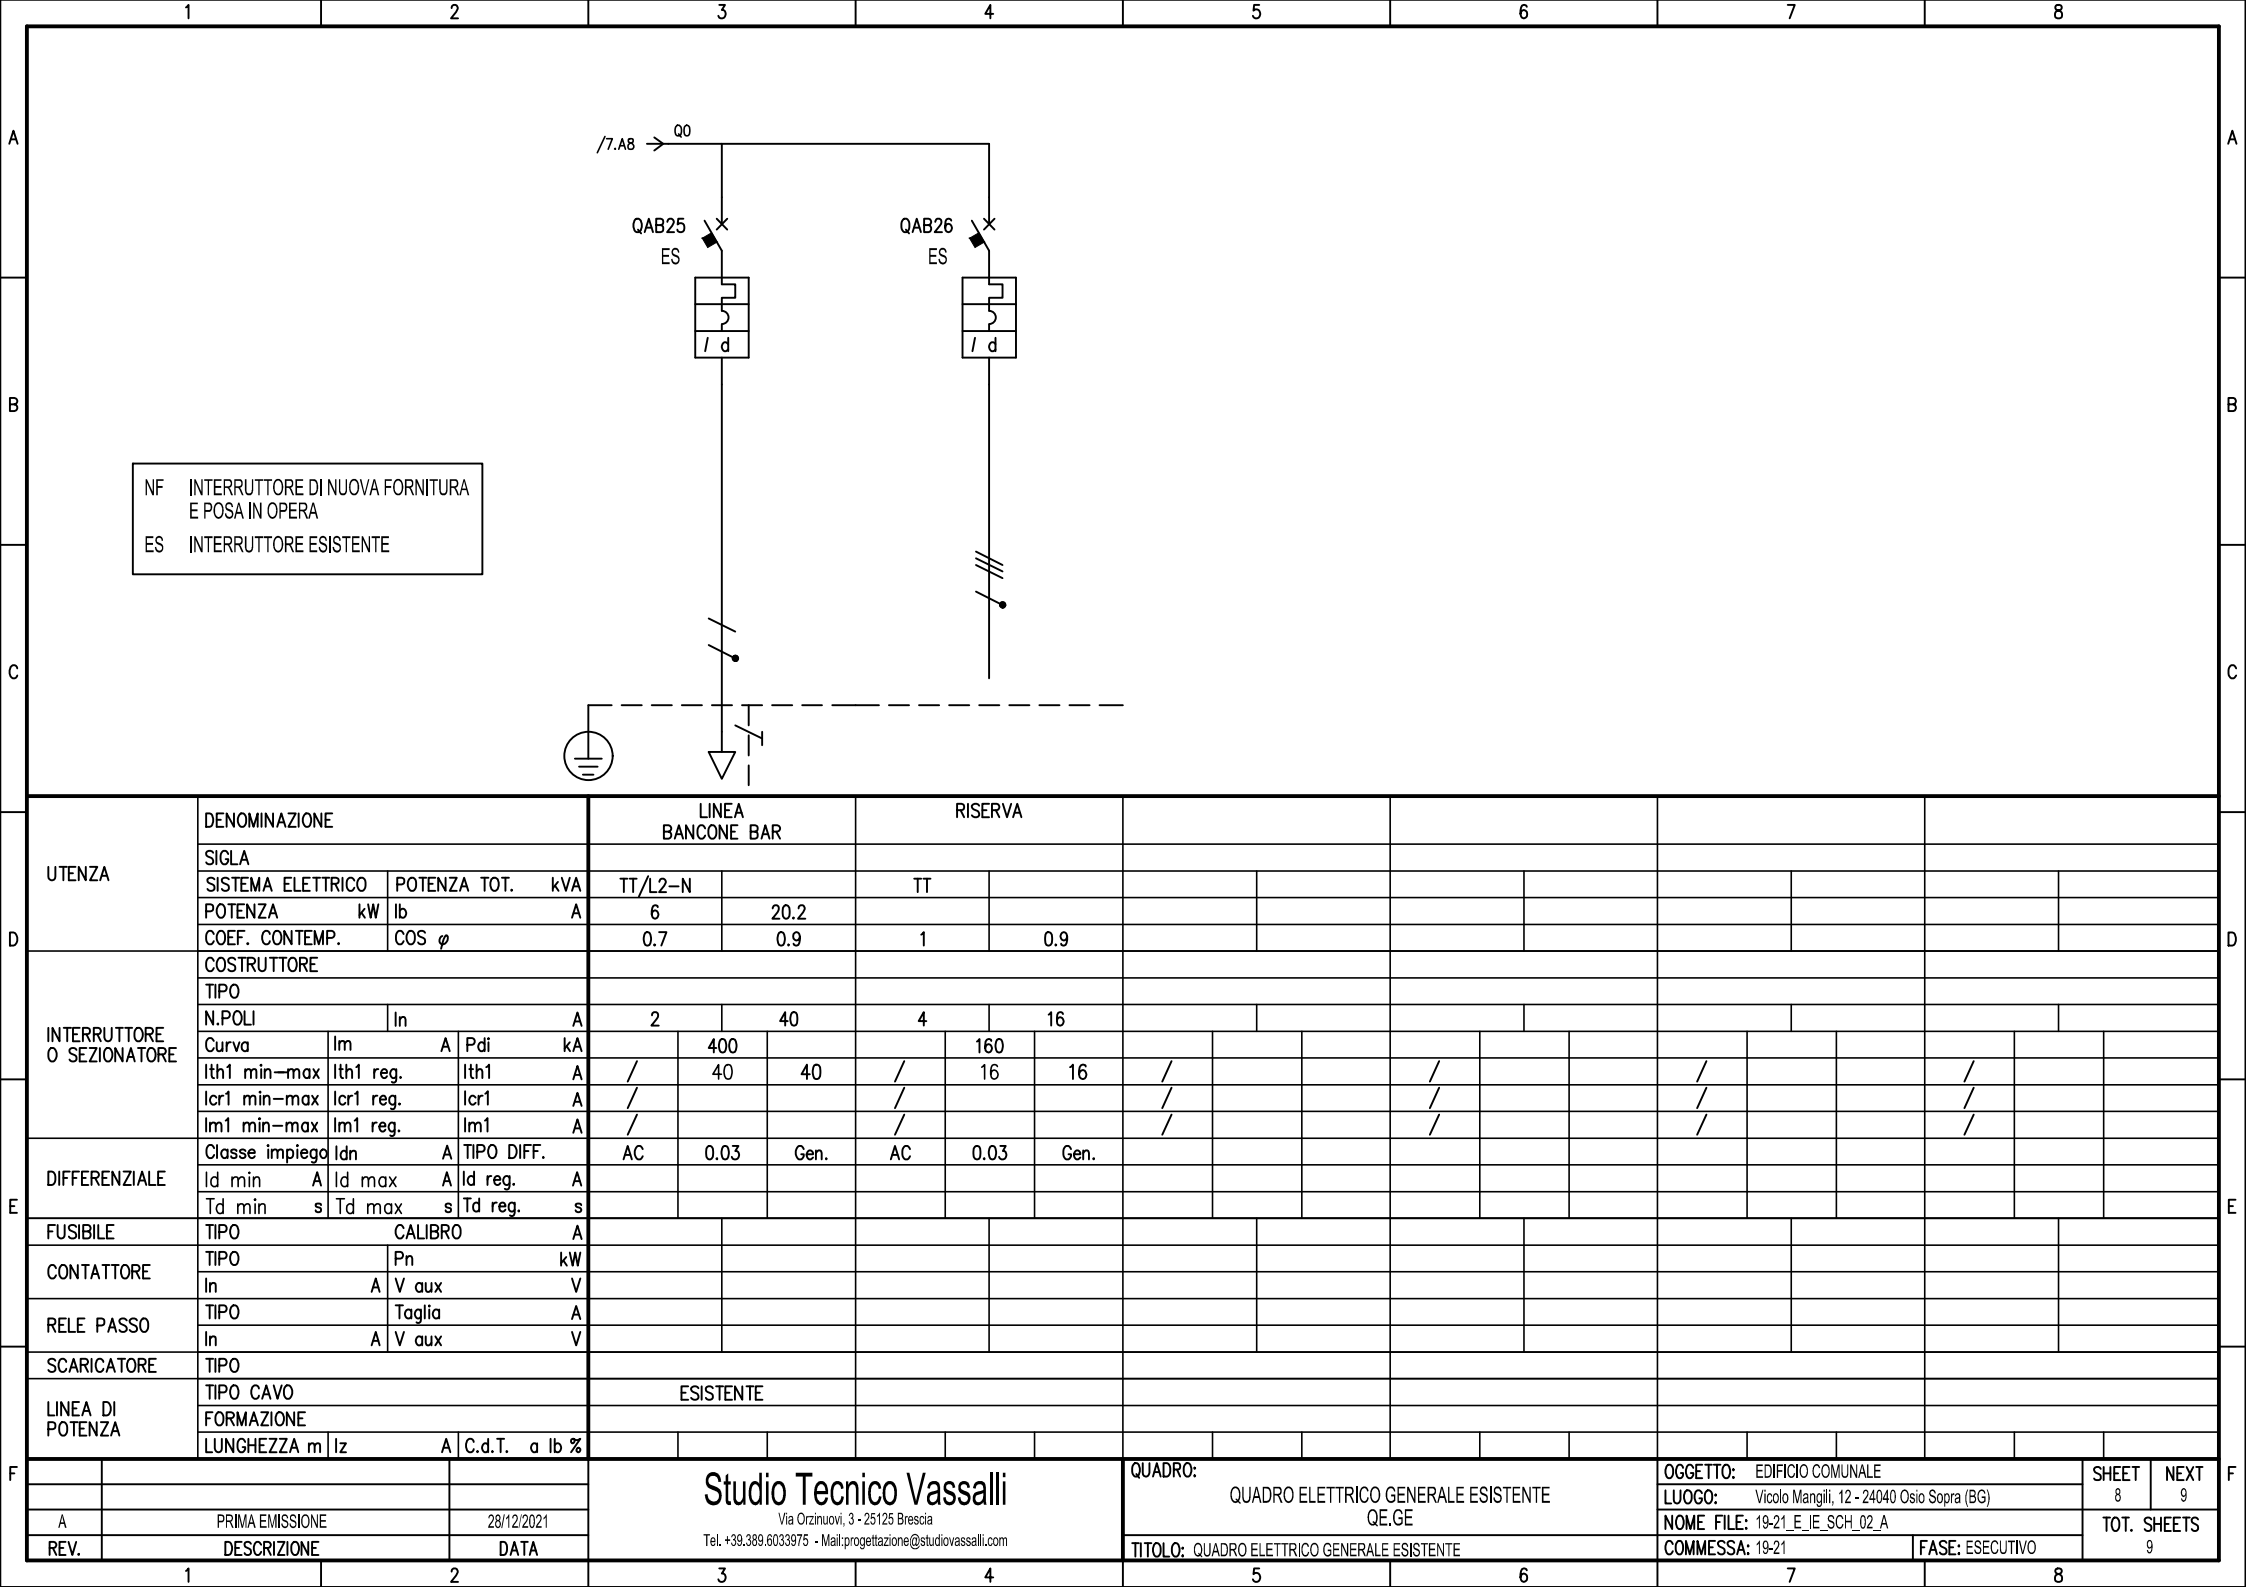 1 2 3 4 5 6 7 8
A A
/7.A8 Q0
QAB25 QAB26
ES ES
I d I d
B B
NF INTERRUTTORE DI NUOVA FORNITURA
E POSA IN OPERA
ES INTERRUTTORE ESISTENTE
C C
UTENZA
DENOMINAZIONE LINEA BANCONE BAR RISERVA
SIGLA
SISTEMA ELETTRICO POTENZA TOT. kVA TT/L2-N TT
POTENZA kW Ib A 6 20.2
D COEF. CONTEMP. COS φ 0.7 0.9 1 0.9 D
INTERRUTTORE
O SEZIONATORE
COSTRUTTORE
TIPO
N.POLI In A 2 40 4 16
Curva Im A Pdi kA 400 160
Ith1 min-max Ith1 reg. Ith1 A / 40 40 / 16 16 / / / /
Icr1 min-max Icr1 reg. Icr1 A / / / / / /
Im1 min-max Im1 reg. Im1 A / / / / / /
DIFFERENZIALE
Classe impiego Idn A TIPO DIFF. AC 0.03 Gen. AC 0.03 Gen.
Id min A Id max A Id reg. A
E Td min s Td max s Td reg. s E
FUSIBILE TIPO CALIBRO A
CONTATTORE
TIPO Pn kW
In A V aux V
RELE PASSO
TIPO Taglia A
In A V aux V
SCARICATORE TIPO
LINEA DI
POTENZA
TIPO CAVO ESISTENTE
FORMAZIONE
LUNGHEZZA m Iz A C.d.T. a Ib %
F F
A PRIMA EMISSIONE 28/12/2021
REV. DESCRIZIONE DATA
Studio Tecnico Vassalli
Via Orzinuovi, 3 - 25125 Brescia
Tel. +39.389.6033975 - Mail:progettazione@studiovassalli.com
QUADRO:
QUADRO ELETTRICO GENERALE ESISTENTE
QE.GE
TITOLO: QUADRO ELETTRICO GENERALE ESISTENTE
OGGETTO: EDIFICIO COMUNALE
LUOGO: Vicolo Mangili, 12 - 24040 Osio Sopra (BG)
NOME FILE: 19-21_E_IE_SCH_02_A
COMMESSA: 19-21 FASE: ESECUTIVO
SHEET NEXT
8 9
TOT. SHEETS
9
1 2 3 4 5 6 7 8